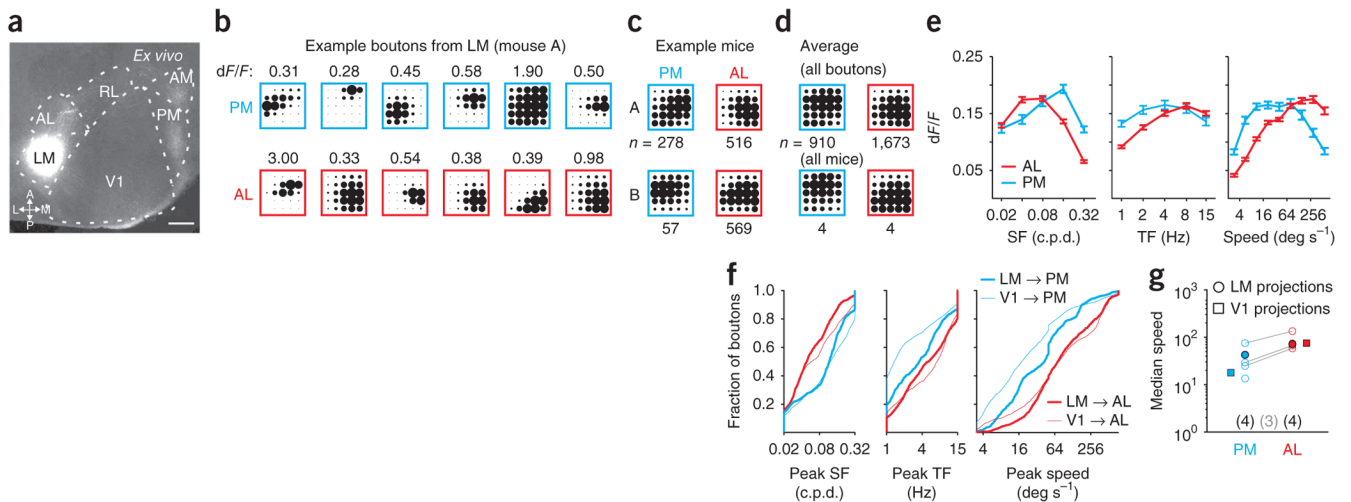 a
Ex vivo
AM
RL
AL
PM
LM
V1
A
L M
P
b
Example boutons from LM (mouse A)
dF/F: 0.31 0.28 0.45 0.58 1.90 0.50
PM
3.00 0.33 0.54 0.38 0.39 0.98
AL
c
Example mice
PM AL
A
n = 278 516
B
57 569
d
Average
(all boutons)
n = 910 1,673
(all mice)
4 4
e
dF/F
0.25
0.15
0.05
AL
PM
0.02 0.08 0.32
SF (c.p.d.)
1 2 4 8 15
TF (Hz)
4 16 64 256
Speed (deg s⁻¹)
f
Fraction of boutons
1.0
0.8
0.6
0.4
0.2
0.02 0.08 0.32
Peak SF
(c.p.d.)
1 4 15
Peak TF
(Hz)
LM → PM
V1 → PM
LM → AL
V1 → AL
4 16 64 256
Peak speed
(deg s⁻¹)
g
LM projections
V1 projections
Median speed
10³
10²
10¹
10⁰
(4) (3) (4)
PM AL